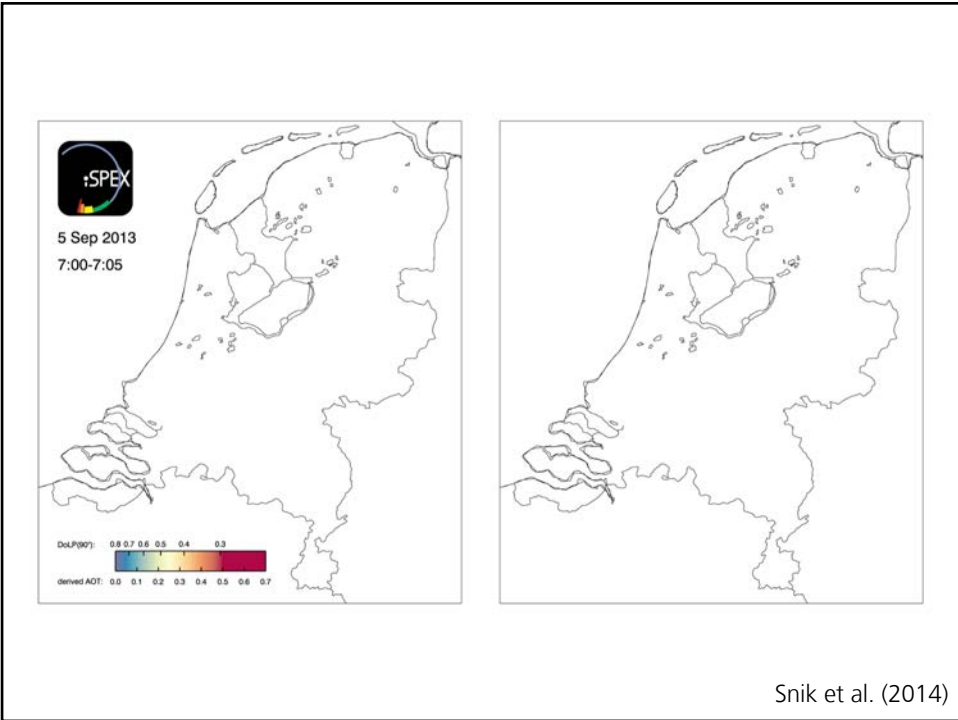 iSPEX
5 Sep 2013
7:00-7:05
DoLP(90°): 0.8 0.7 0.6 0.5 0.4 0.3
derived AOT: 0.0 0.1 0.2 0.3 0.4 0.5 0.6 0.7
Snik et al. (2014)